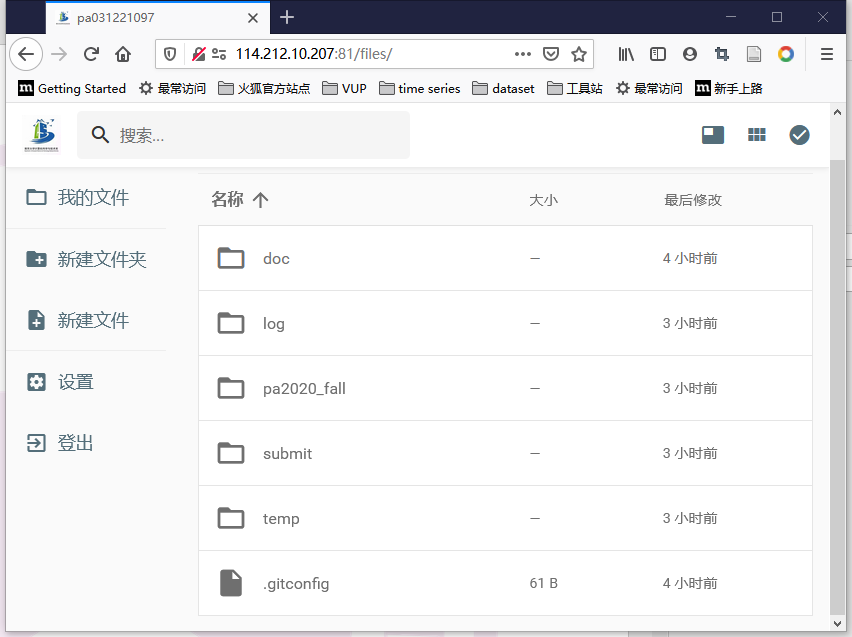 pa031221097
114.212.10.207:81/files/
Getting Started 最常访问 火狐官方站点 VUP time series dataset 工具站 最常访问 新手上路
搜索...
我的文件
新建文件夹
新建文件
设置
登出
名称 大小 最后修改
doc — 4 小时前
log — 3 小时前
pa2020_fall — 3 小时前
submit — 3 小时前
temp — 3 小时前
.gitconfig 61 B 4 小时前